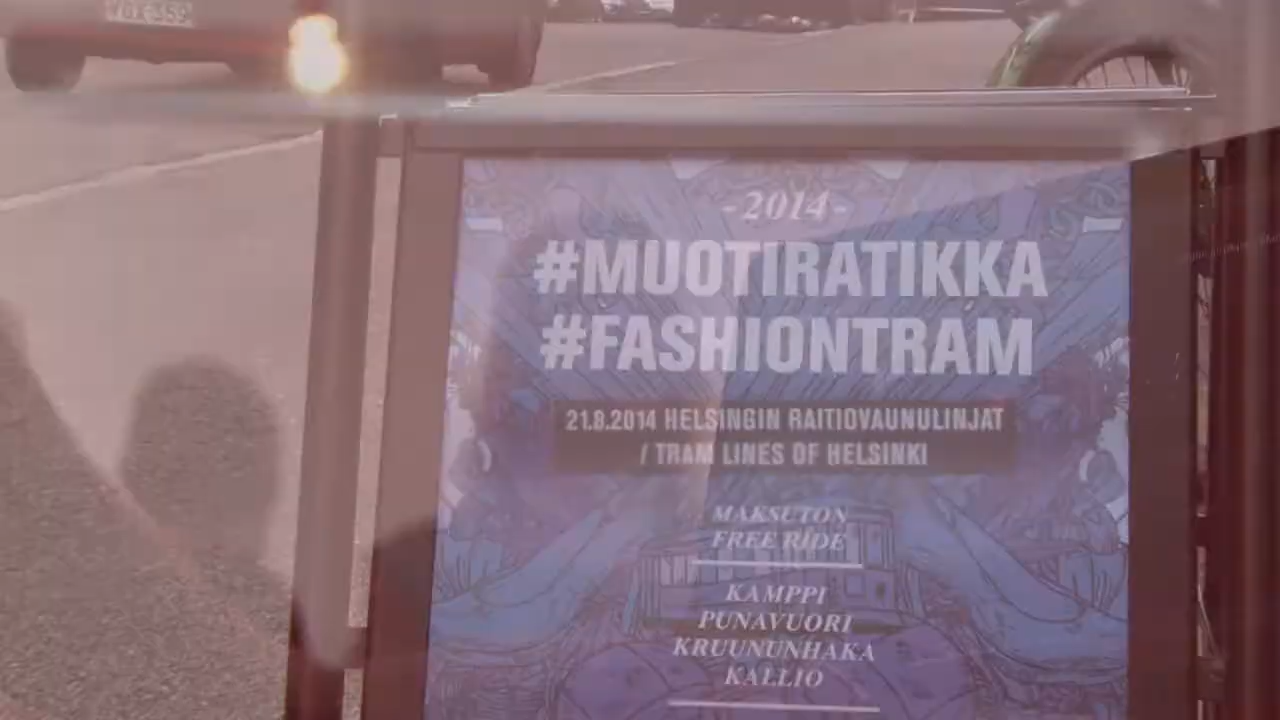 -2014-
#MUOTIRATIKKA
#FASHIONTRAM
21.8.2014 HELSINGIN RAITIOVAUNULINJAT
/ TRAM LINES OF HELSINKI
MAKSUTON
FREE RIDE
KAMPPI
PUNAVUORI
KRUUNUNHAKA
KALLIO